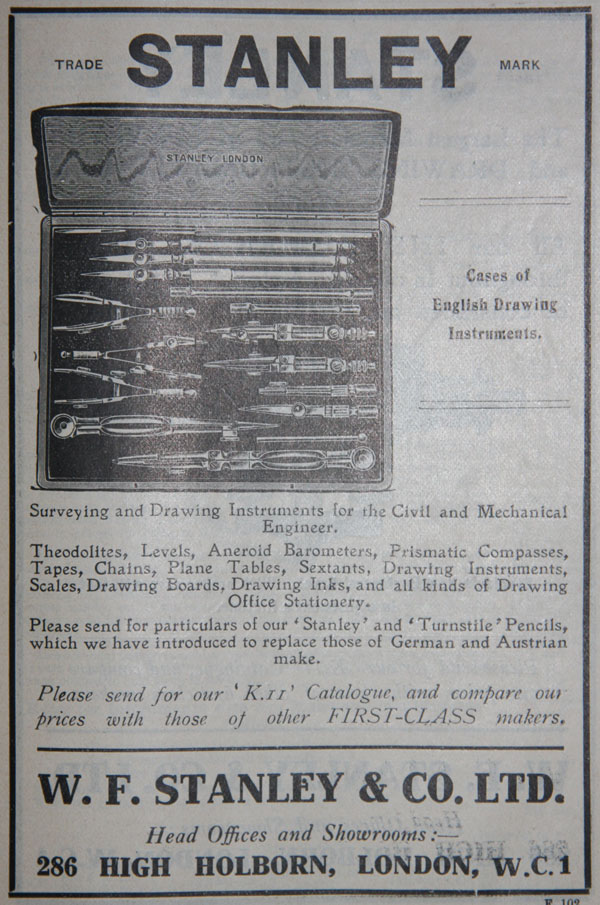 TRADE STANLEY MARK
STANLEY LONDON
Cases of
English Drawing
Instruments.
Surveying and Drawing Instruments for the Civil and Mechanical
Engineer.
Theodolites, Levels, Aneroid Barometers, Prismatic Compasses,
Tapes, Chains, Plane Tables, Sextants, Drawing Instruments,
Scales, Drawing Boards, Drawing Inks, and all kinds of Drawing
Office Stationery.
Please send for particulars of our ‘Stanley’ and ‘Turnstile’ Pencils,
which we have introduced to replace those of German and Austrian
make.
Please send for our ‘K.11’ Catalogue, and compare our
prices with those of other FIRST-CLASS makers.
W. F. STANLEY & CO. LTD.
Head Offices and Showrooms:—
286 HIGH HOLBORN, LONDON, W.C.1